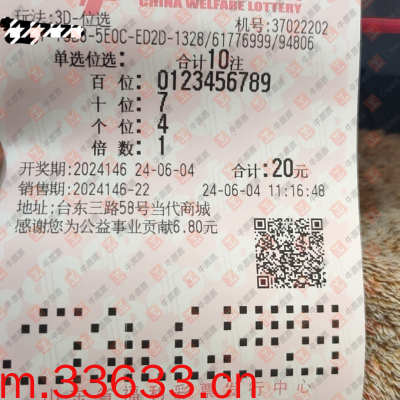 CHINA WELFARE LOTTERY
玩法:3D-位选
机号:37022202
5E0C-ED2D-1328/61776999/94806
单选位选: 合计10注
百 位: 0123456789
十 位: 7
个 位: 4
倍 数: 1
开奖期:2024146 24-06-04 合计:20元
销售期:2024146-22 24-06-04 11:16:48
地址:台东三路58号当代商城
感谢您为公益事业贡献6.80元
m.33633.cn